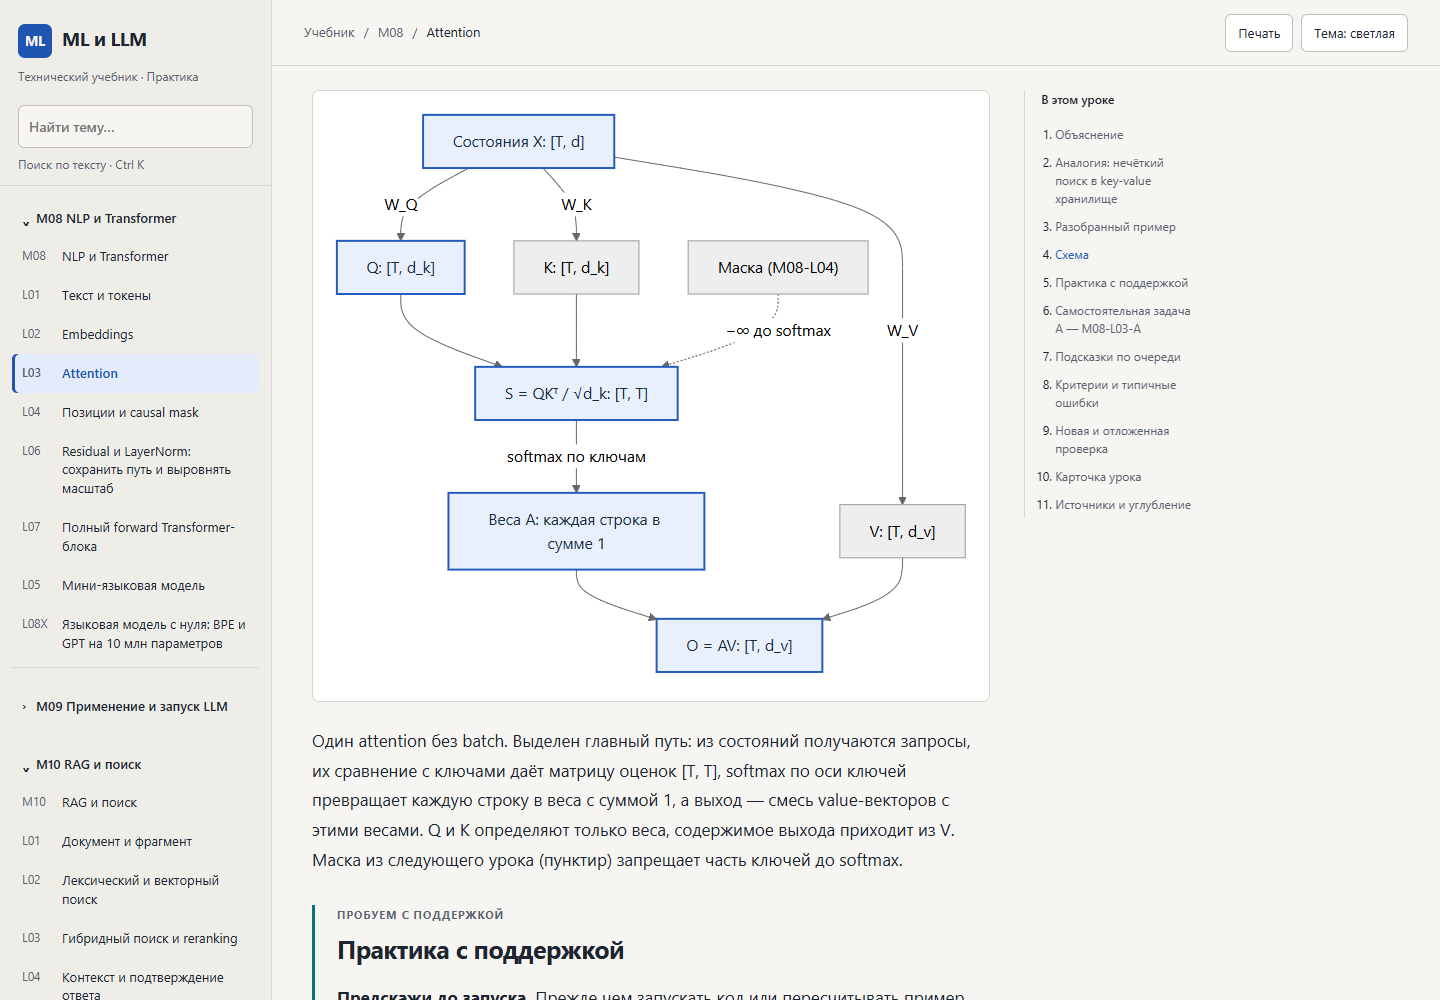 ML
ML и LLM
Технический учебник · Практика
Найти тему...
Поиск по тексту · Ctrl K
M08 NLP и Transformer
M08 NLP и Transformer
L01 Текст и токены
L02 Embeddings
L03 Attention
L04 Позиции и causal mask
L06 Residual и LayerNorm:
сохранить путь и выровнять
масштаб
L07 Полный forward Transformer-
блока
L05 Мини-языковая модель
L08X Языковая модель с нуля: BPE и
GPT на 10 млн параметров
M09 Применение и запуск LLM
M10 RAG и поиск
M10 RAG и поиск
L01 Документ и фрагмент
L02 Лексический и векторный
поиск
L03 Гибридный поиск и reranking
L04 Контекст и подтверждение
ответа
Учебник / M08 / Attention
Печать
Тема: светлая
Состояния X: [T, d]
W_Q
W_K
Q: [T, d_k]
K: [T, d_k]
Маска (M08-L04)
−∞ до softmax
W_V
S = QKᵀ / √d_k: [T, T]
softmax по ключам
Веса A: каждая строка в
сумме 1
V: [T, d_v]
O = AV: [T, d_v]
Один attention без batch. Выделен главный путь: из состояний получаются запросы,
их сравнение с ключами даёт матрицу оценок [T, T], softmax по оси ключей
превращает каждую строку в веса с суммой 1, а выход — смесь value-векторов с
этими весами. Q и K определяют только веса, содержимое выхода приходит из V.
Маска из следующего урока (пунктир) запрещает часть ключей до softmax.
ПРОБУЕМ С ПОДДЕРЖКОЙ
Практика с поддержкой
Предскажи до запуска. Прежде чем запускать код или пересчитывать пример,
В этом уроке
1. Объяснение
2. Аналогия: нечёткий
поиск в key-value
хранилище
3. Разобранный пример
4. Схема
5. Практика с поддержкой
6. Самостоятельная задача
A — M08-L03-A
7. Подсказки по очереди
8. Критерии и типичные
ошибки
9. Новая и отложенная
проверка
10. Карточка урока
11. Источники и углубление